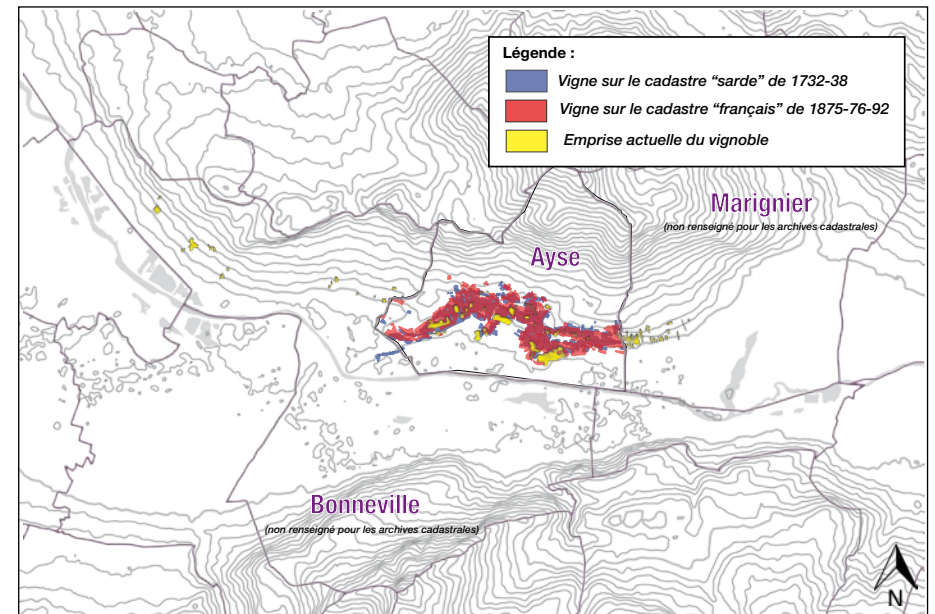 Légende :
Vigne sur le cadastre “sarde” de 1732-38
Vigne sur le cadastre “français” de 1875-76-92
Emprise actuelle du vignoble
Marignier
(non renseigné pour les archives cadastrales)
Ayse
Bonneville
(non renseigné pour les archives cadastrales)
N